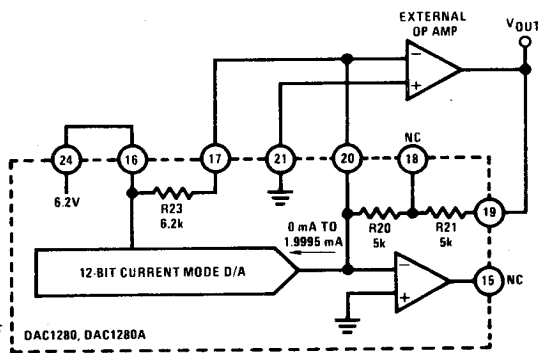 EXTERNAL
OP AMP
VOUT
−
+
24
16
17
21
20
NC
18
6.2V
R23
6.2k
0 mA TO
1.9995 mA
R20
5k
R21
5k
19
12-BIT CURRENT MODE D/A
−
+
15
NC
DAC1280, DAC1280A